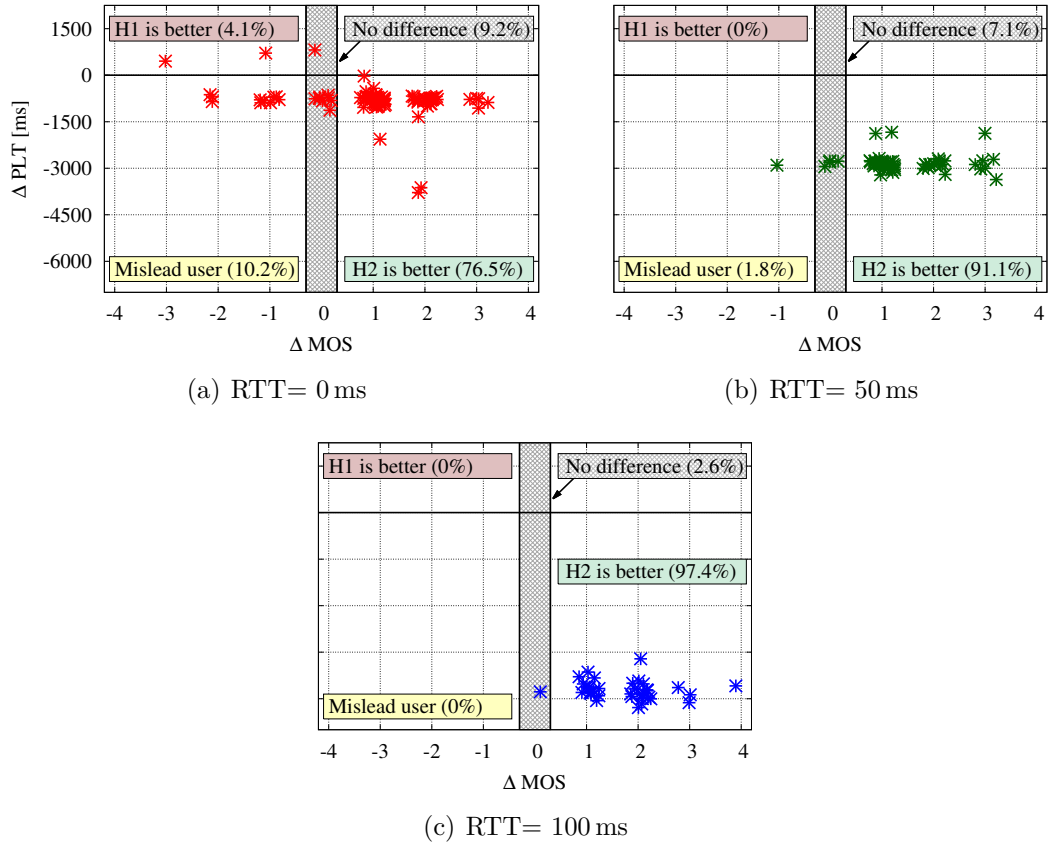 H1 is better (4.1%)
No difference (9.2%)
Mislead user (10.2%)
H2 is better (76.5%)
1500
0
-1500
-3000
-4500
-6000
Δ PLT [ms]
-4 -3 -2 -1 0 1 2 3 4
Δ MOS
(a) RTT= 0 ms
H1 is better (0%)
No difference (7.1%)
Mislead user (1.8%)
H2 is better (91.1%)
-4 -3 -2 -1 0 1 2 3 4
Δ MOS
(b) RTT= 50 ms
H1 is better (0%)
No difference (2.6%)
H2 is better (97.4%)
Mislead user (0%)
-4 -3 -2 -1 0 1 2 3 4
Δ MOS
(c) RTT= 100 ms